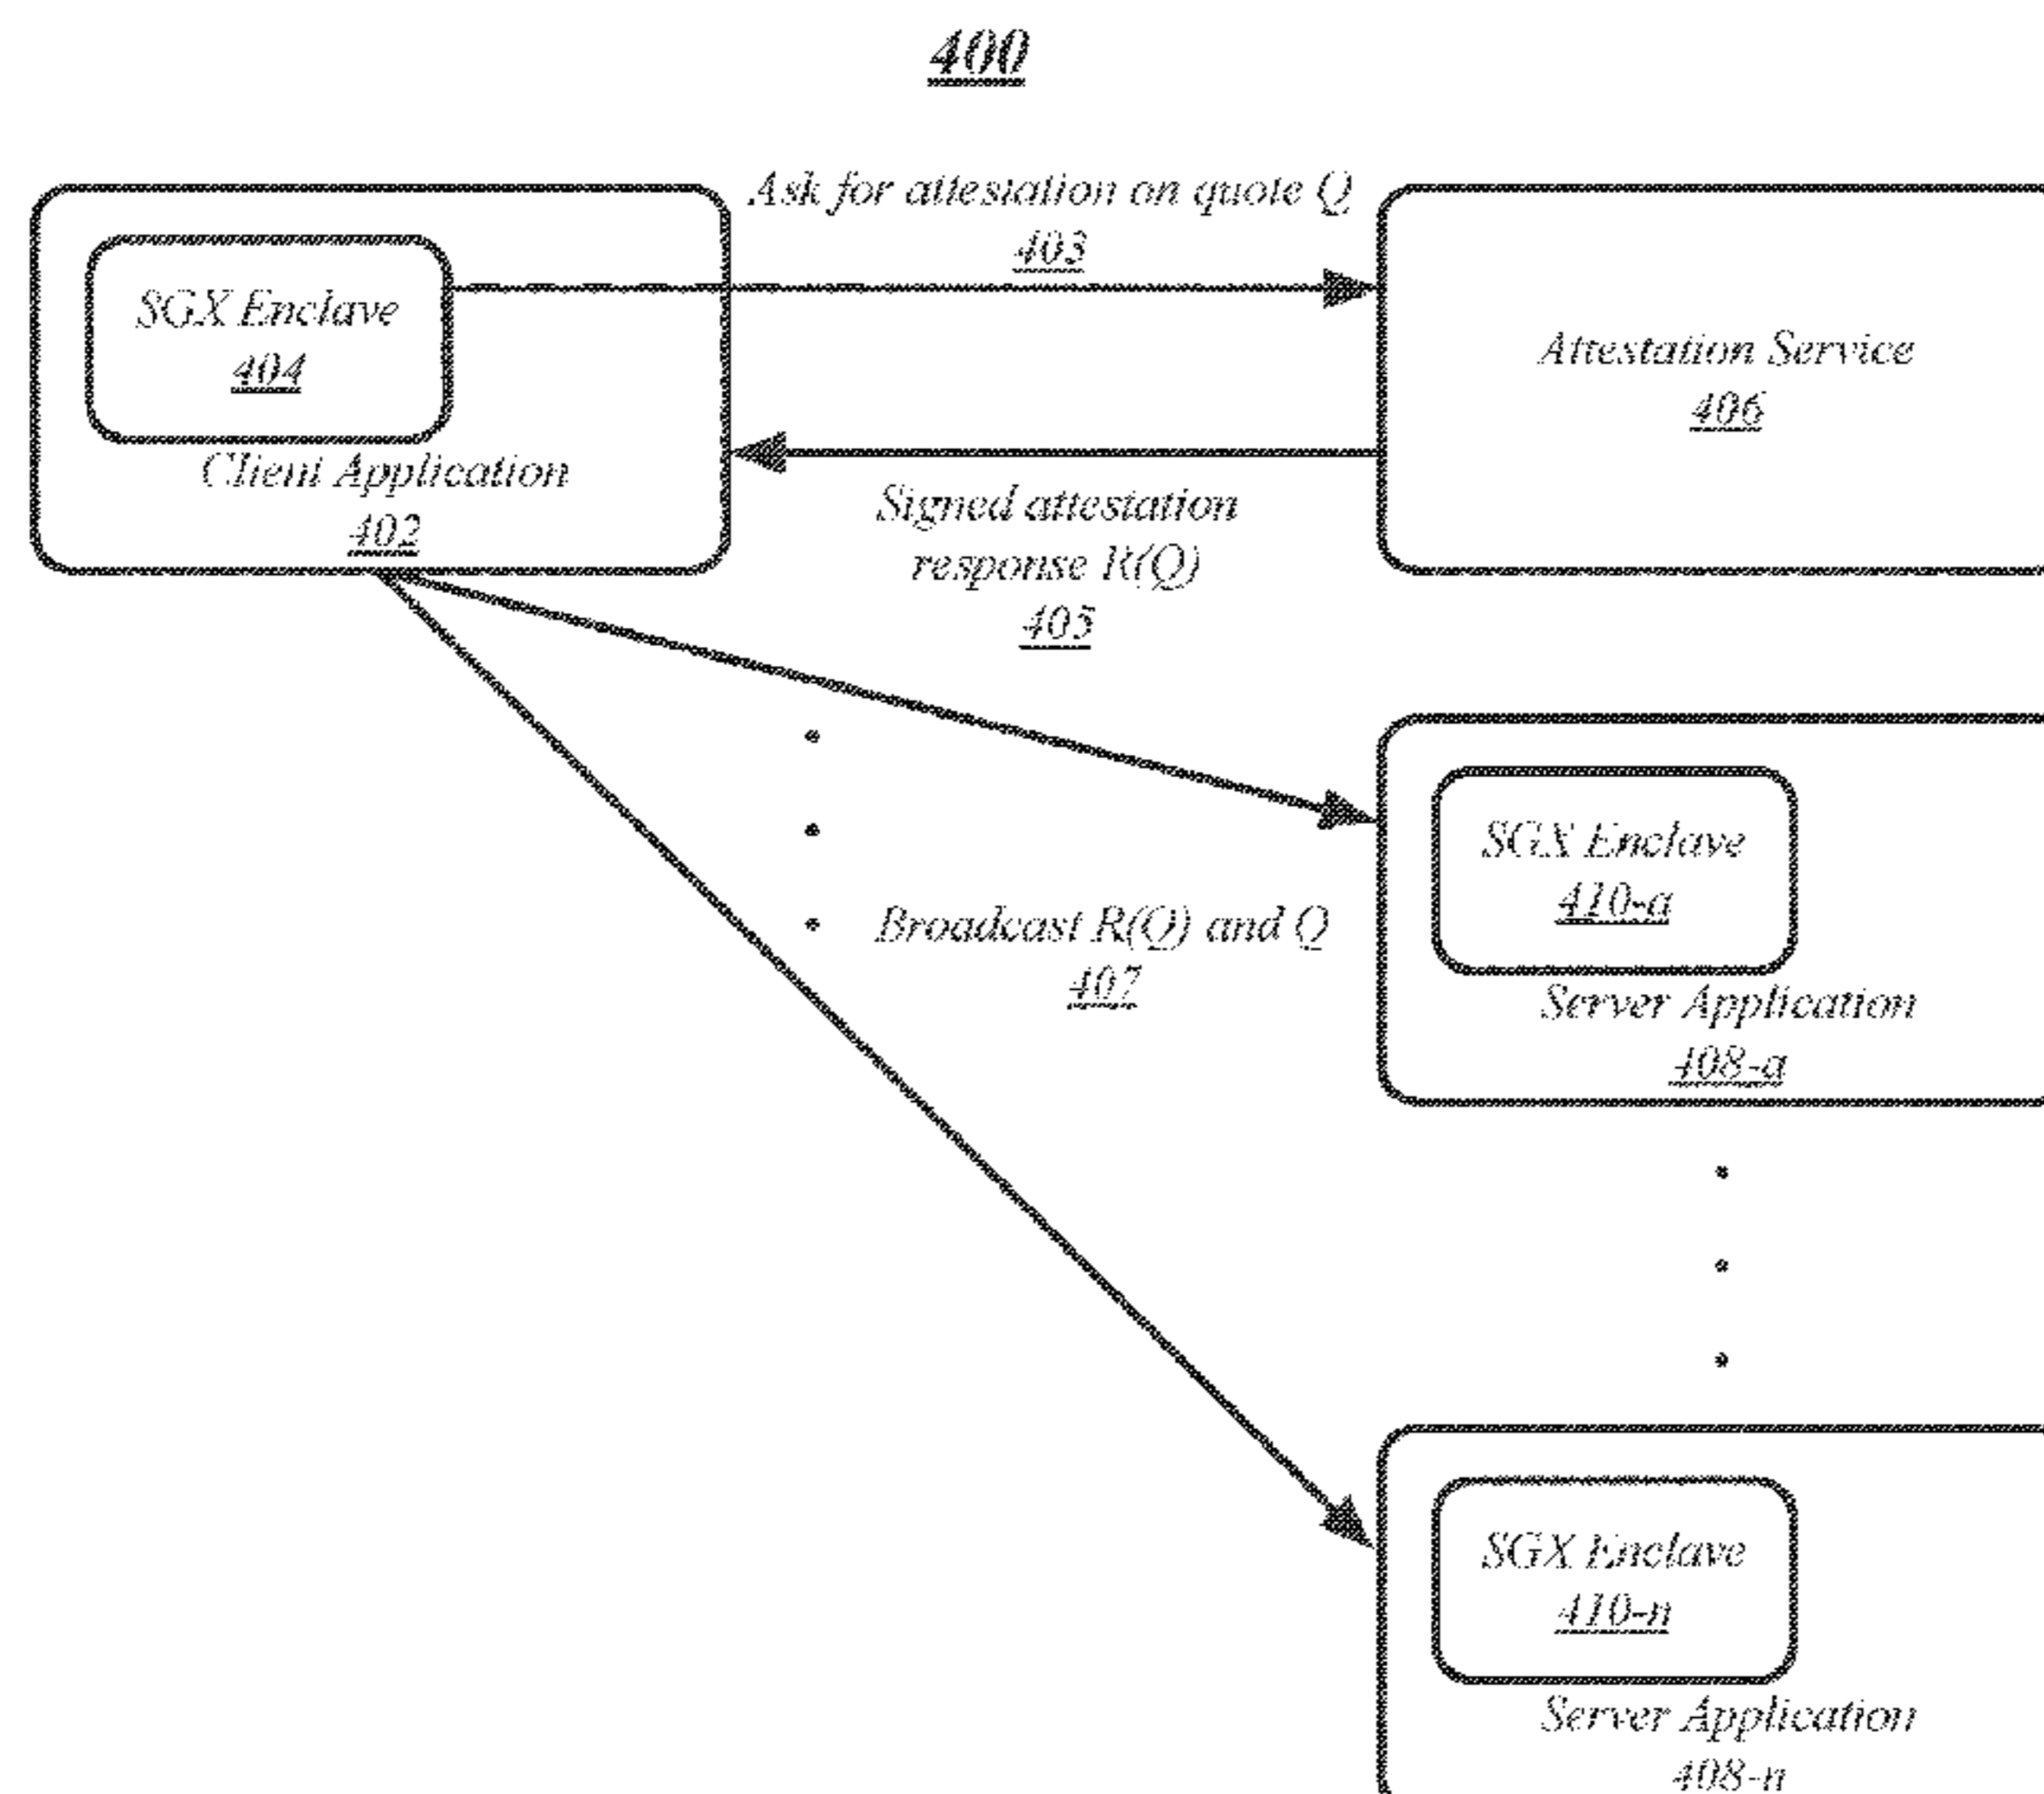 400
Ask for attestation on quote Q
403
SGX Enclave
404
Client Application
402
Attestation Service
406
Signed attestation
response R(Q)
405
Broadcast R(Q) and Q
407
SGX Enclave
410-a
Server Application
408-a
SGX Enclave
410-n
Server Application
408-n